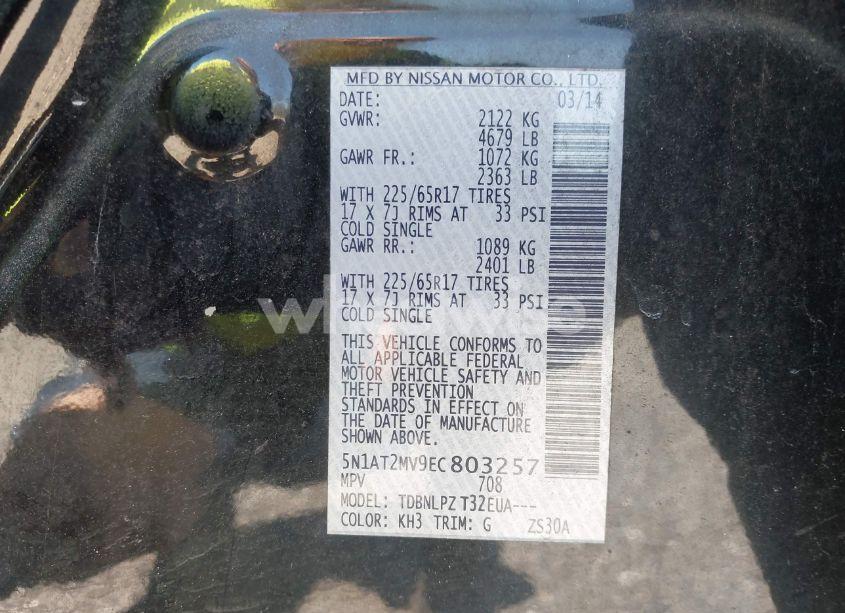 MFD BY NISSAN MOTOR CO., LTD.
DATE: 03/14
GVWR: 2122 KG
4679 LB
GAWR FR.: 1072 KG
2363 LB
WITH 225/65R17 TIRES
17 X 7J RIMS AT 33 PSI
COLD SINGLE
GAWR RR.: 1089 KG
2401 LB
WITH 225/65R17 TIRES
17 X 7J RIMS AT 33 PSI
COLD SINGLE
THIS VEHICLE CONFORMS TO
ALL APPLICABLE FEDERAL
MOTOR VEHICLE SAFETY AND
THEFT PREVENTION
STANDARDS IN EFFECT ON
THE DATE OF MANUFACTURE
SHOWN ABOVE.
5N1AT2MV9EC803257
MPV 708
MODEL: TDBNLPZ T32EUA---
COLOR: KH3 TRIM: G ZS30A